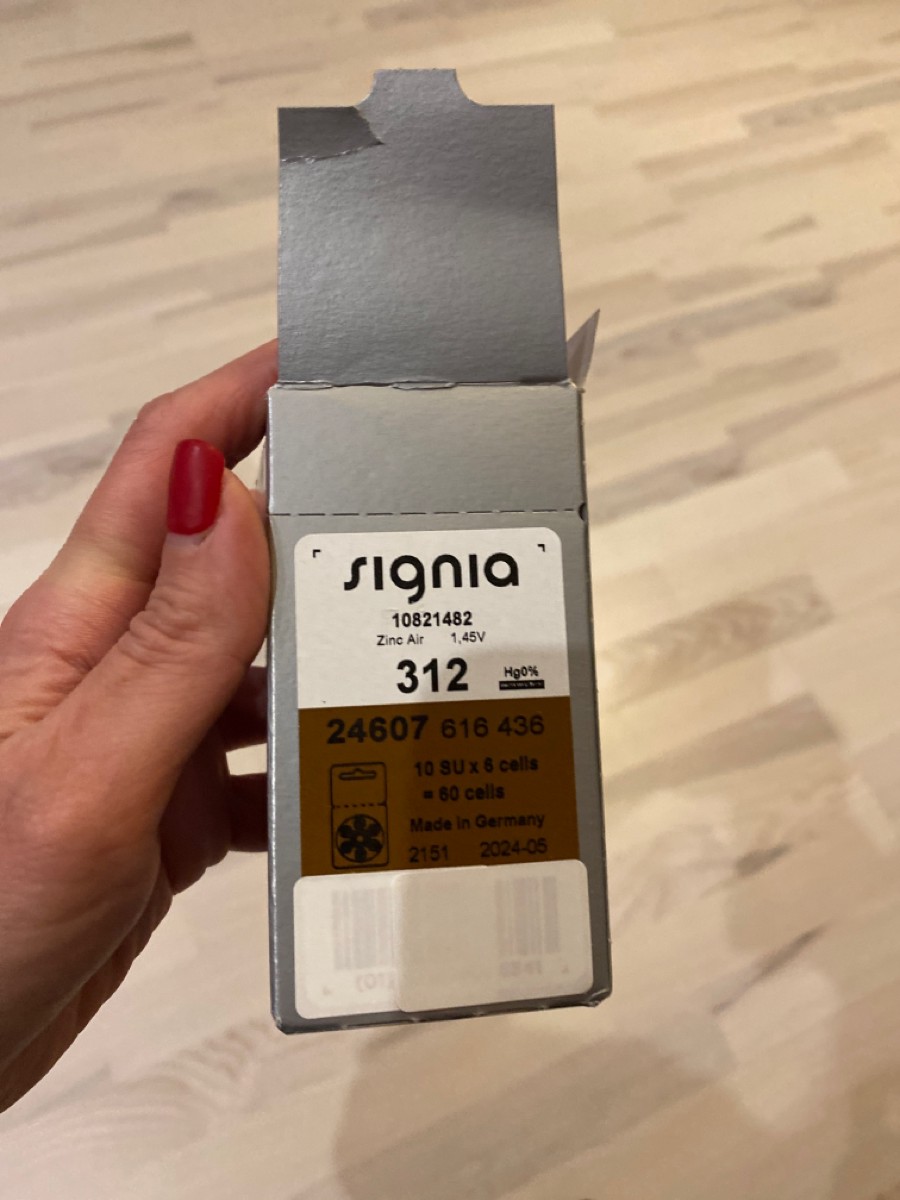 signia
10821482
Zinc Air 1,45V
312 Hg0%
24607 616 436
10 SU x 6 cells
= 60 cells
Made in Germany
2151 2024-05